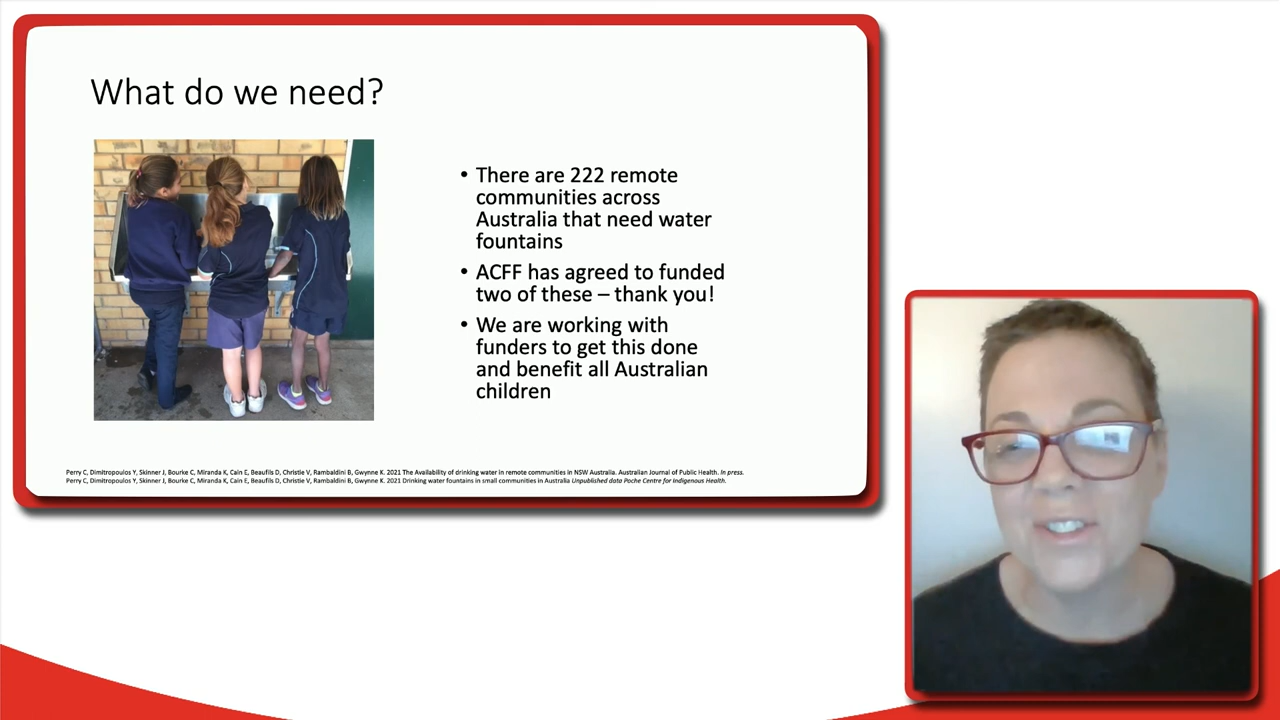 What do we need?
• There are 222 remote
communities across
Australia that need water
fountains
• ACFF has agreed to funded
two of these – thank you!
• We are working with
funders to get this done
and benefit all Australian
children
Perry C, Dimitropoulos Y, Skinner J, Bourke C, Miranda K, Cain E, Beaufils D, Christie V, Rambaldini B, Gwynne K. 2021 The Availability of drinking water in remote communities in NSW Australia. Australian Journal of Public Health. In press.
Perry C, Dimitropoulos Y, Skinner J, Bourke C, Miranda K, Cain E, Beaufils D, Christie V, Rambaldini B, Gwynne K. 2021 Drinking water fountains in small communities in Australia Unpublished data Poche Centre for Indigenous Health.